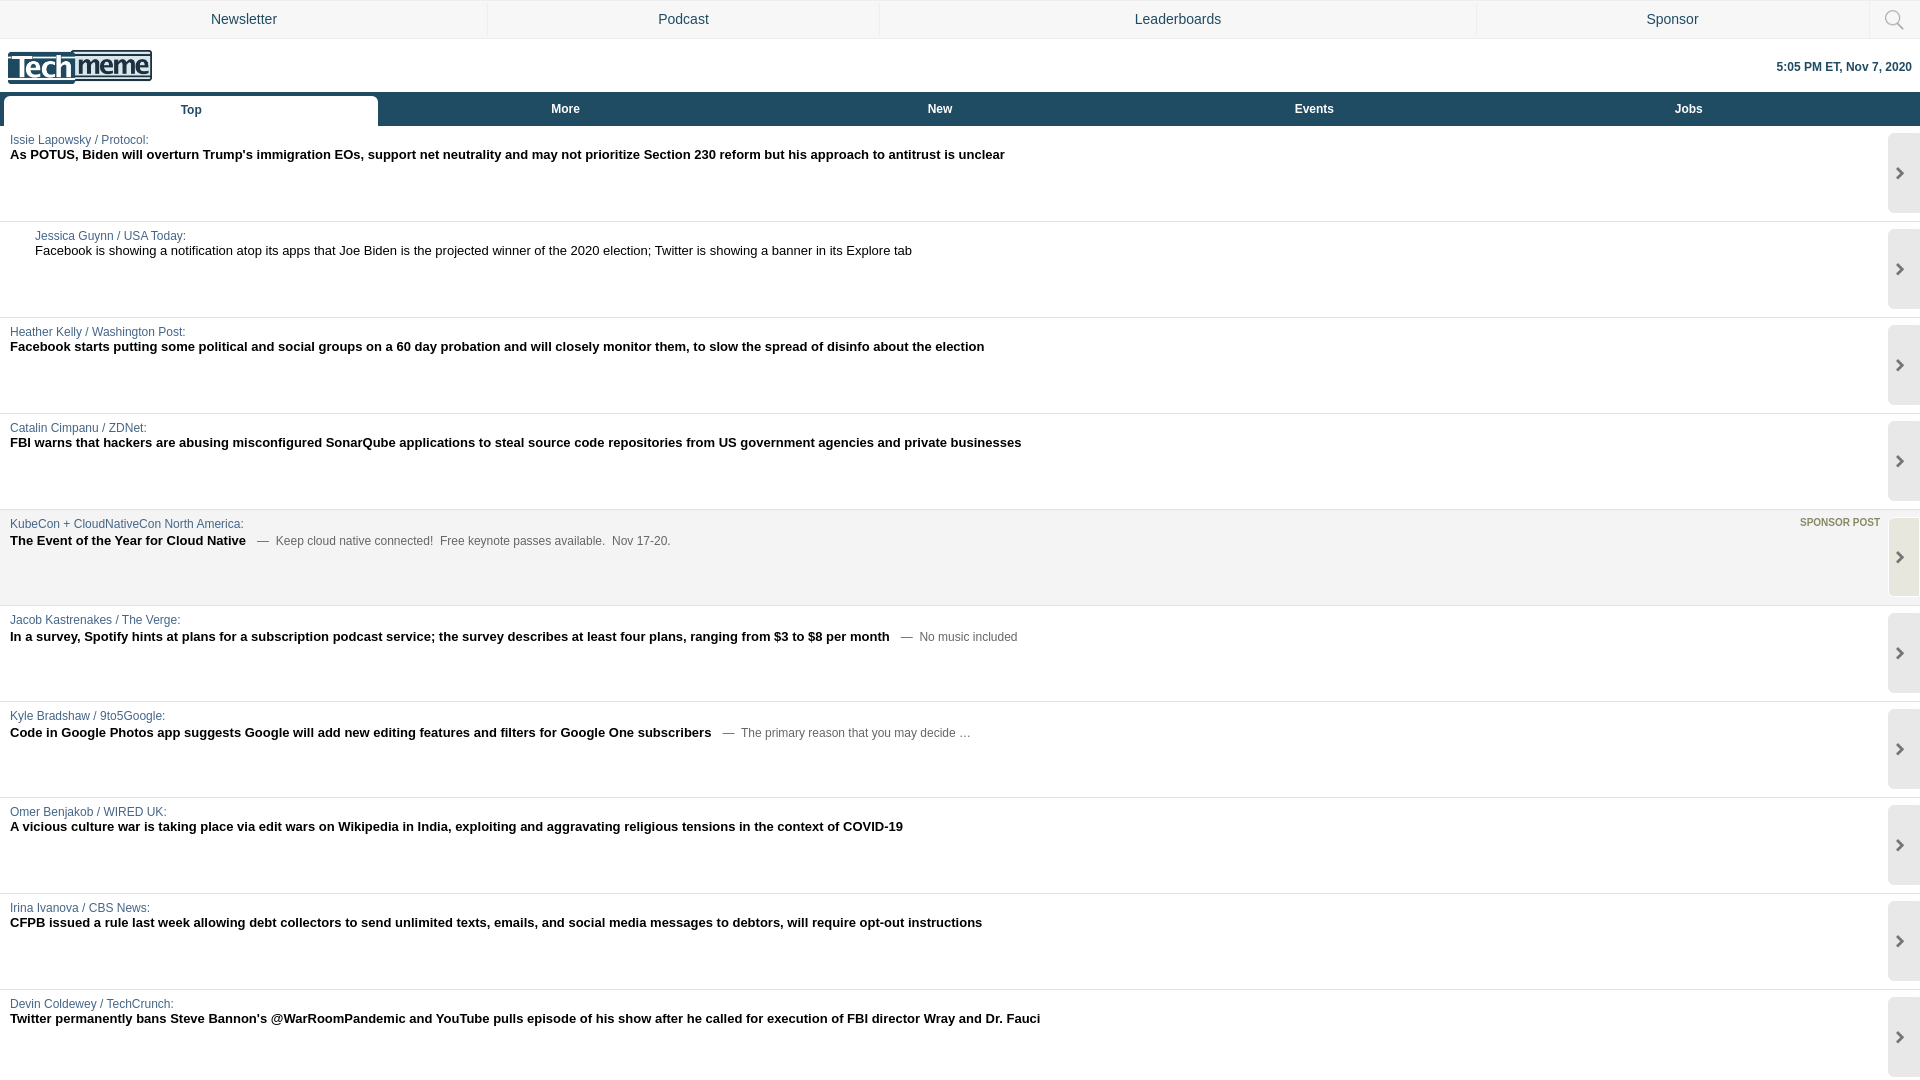 Newsletter
Podcast
Leaderboards
Sponsor
Techmeme
5:05 PM ET, Nov 7, 2020
Top
More
New
Events
Jobs
Issie Lapowsky / Protocol:
As POTUS, Biden will overturn Trump's immigration EOs, support net neutrality and may not prioritize Section 230 reform but his approach to antitrust is unclear
Jessica Guynn / USA Today:
Facebook is showing a notification atop its apps that Joe Biden is the projected winner of the 2020 election; Twitter is showing a banner in its Explore tab
Heather Kelly / Washington Post:
Facebook starts putting some political and social groups on a 60 day probation and will closely monitor them, to slow the spread of disinfo about the election
Catalin Cimpanu / ZDNet:
FBI warns that hackers are abusing misconfigured SonarQube applications to steal source code repositories from US government agencies and private businesses
KubeCon + CloudNativeCon North America:
SPONSOR POST
The Event of the Year for Cloud Native — Keep cloud native connected! Free keynote passes available. Nov 17-20.
Jacob Kastrenakes / The Verge:
In a survey, Spotify hints at plans for a subscription podcast service; the survey describes at least four plans, ranging from $3 to $8 per month — No music included
Kyle Bradshaw / 9to5Google:
Code in Google Photos app suggests Google will add new editing features and filters for Google One subscribers — The primary reason that you may decide …
Omer Benjakob / WIRED UK:
A vicious culture war is taking place via edit wars on Wikipedia in India, exploiting and aggravating religious tensions in the context of COVID-19
Irina Ivanova / CBS News:
CFPB issued a rule last week allowing debt collectors to send unlimited texts, emails, and social media messages to debtors, will require opt-out instructions
Devin Coldewey / TechCrunch:
Twitter permanently bans Steve Bannon's @WarRoomPandemic and YouTube pulls episode of his show after he called for execution of FBI director Wray and Dr. Fauci